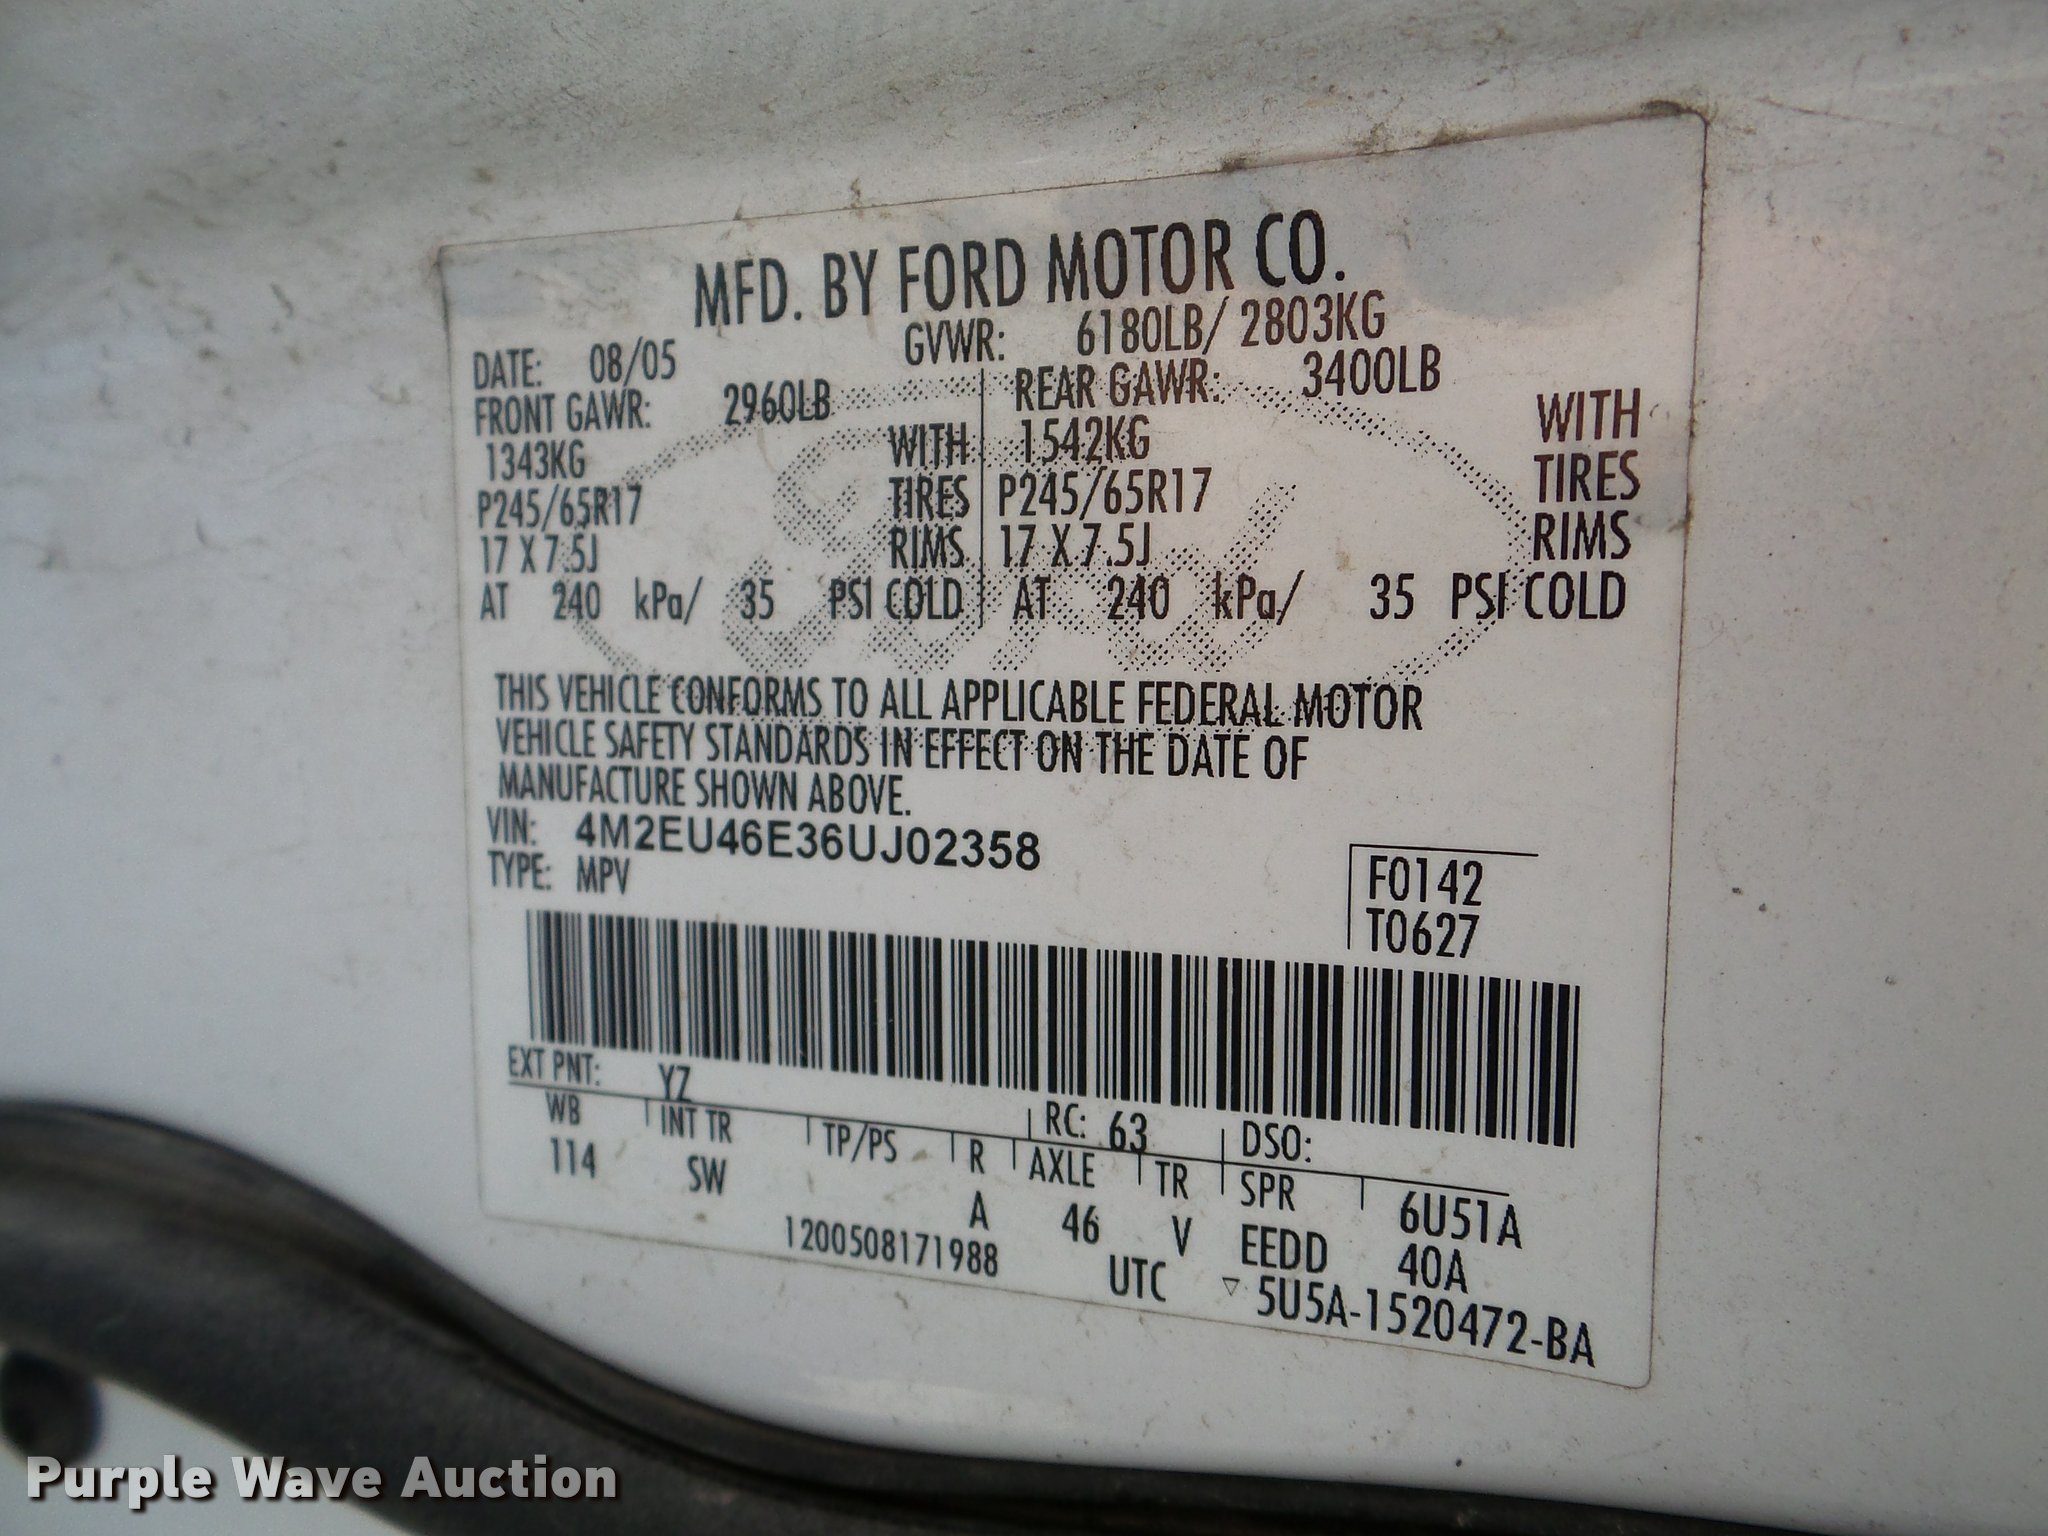 MFD. BY FORD MOTOR CO.
DATE: 08/05 GVWR: 6180LB/ 2803KG
FRONT GAWR: 2960LB REAR GAWR: 3400LB
1343KG WITH 1542KG WITH
P245/65R17 TIRES P245/65R17 TIRES
17 X 7.5J RIMS 17 X 7.5J RIMS
AT 240 kPa/ 35 PSI COLD AT 240 kPa/ 35 PSI COLD
THIS VEHICLE CONFORMS TO ALL APPLICABLE FEDERAL MOTOR
VEHICLE SAFETY STANDARDS IN EFFECT ON THE DATE OF
MANUFACTURE SHOWN ABOVE.
VIN: 4M2EU46E36UJ02358
TYPE: MPV
F0142
T0627
EXT PNT: YZ RC: 63 DSO:
WB INT TR TP/PS R AXLE TR SPR 6U51A
114 SW A 46 V EEDD 40A
1200508171988 UTC ▽ 5U5A-1520472-BA
Purple Wave Auction